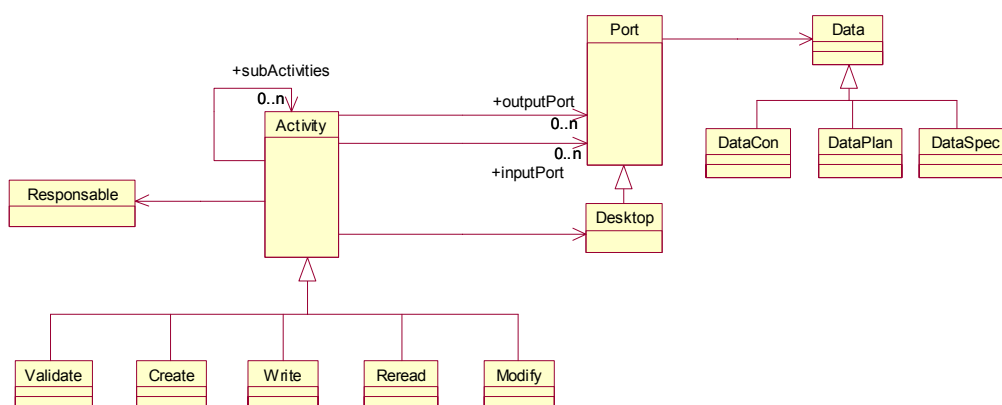 Port
Data
+subActivities
0..n
+outputPort
0..n
Activity
DataCon
DataPlan
DataSpec
0..n
+inputPort
Responsable
Desktop
Validate
Create
Write
Reread
Modify